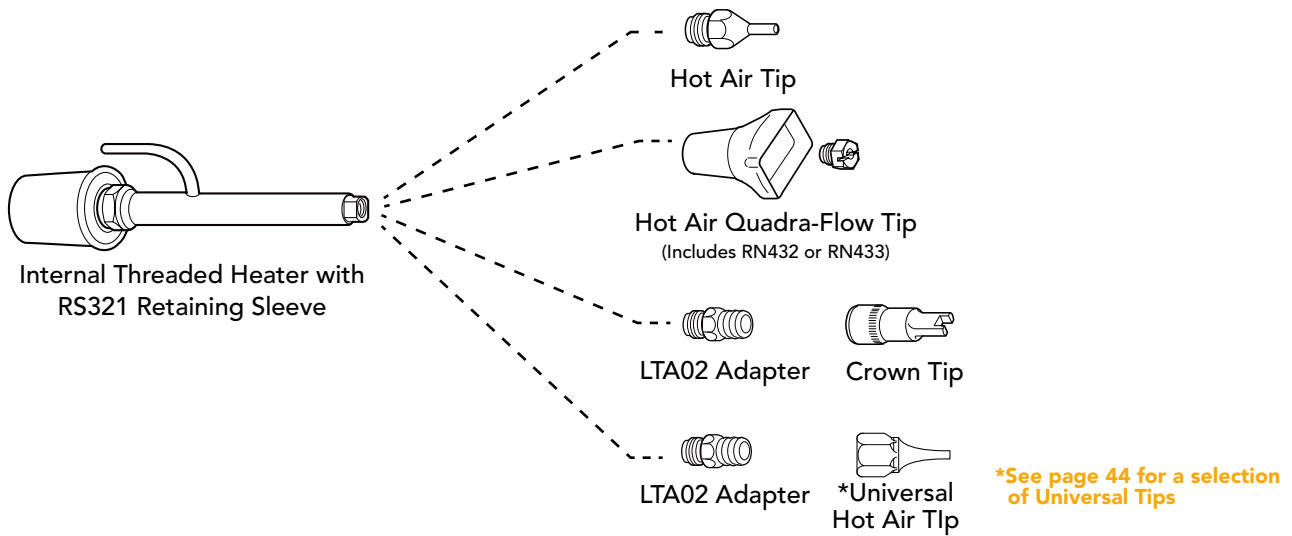 Hot Air Tip
Hot Air Quadra-Flow Tip
(Includes RN432 or RN433)
Internal Threaded Heater with
RS321 Retaining Sleeve
LTA02 Adapter
Crown Tip
LTA02 Adapter
*Universal
Hot Air TIp
*See page 44 for a selection
of Universal Tips